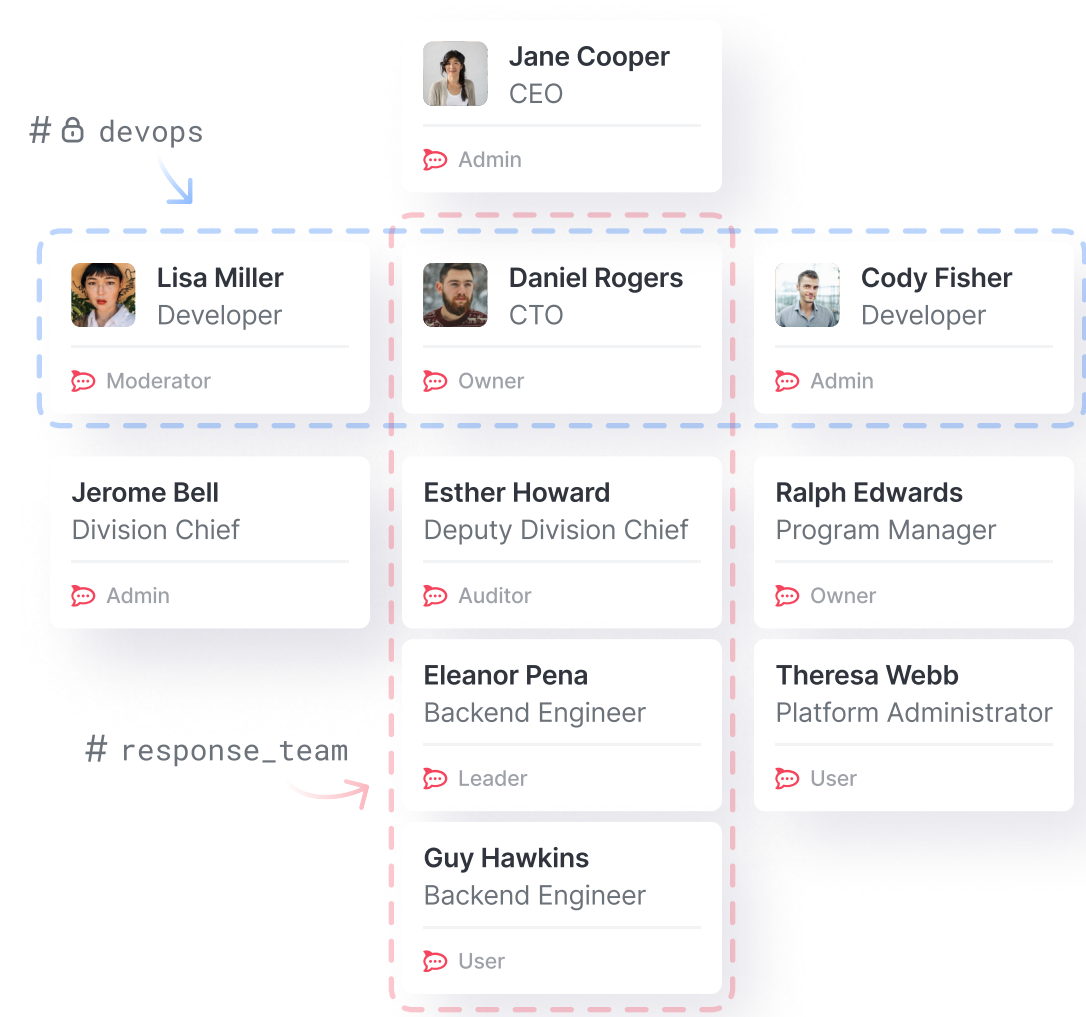 Jane Cooper
CEO
Admin
# devops
Lisa Miller
Developer
Moderator
Daniel Rogers
CTO
Owner
Cody Fisher
Developer
Admin
Jerome Bell
Division Chief
Admin
Esther Howard
Deputy Division Chief
Auditor
Ralph Edwards
Program Manager
Owner
Eleanor Pena
Backend Engineer
Leader
Theresa Webb
Platform Administrator
User
# response_team
Guy Hawkins
Backend Engineer
User